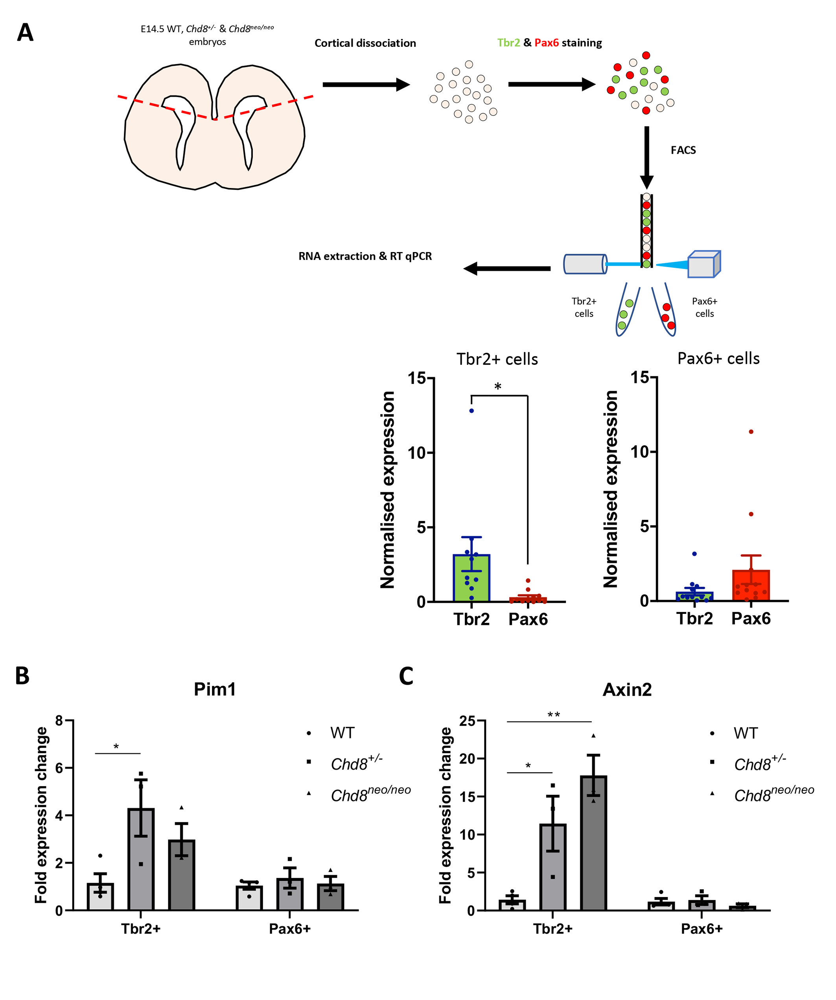 A
E14.5 WT, Chd8+/- & Chd8neo/neo
embryos
Cortical dissociation
Tbr2 & Pax6 staining
FACS
RNA extraction & RT qPCR
Tbr2+
cells
Pax6+
cells
Tbr2+ cells
Normalised expression
15
10
5
0
*
Tbr2
Pax6
Pax6+ cells
Normalised expression
15
10
5
0
Tbr2
Pax6
B
Pim1
Fold expression change
8
6
4
2
0
*
WT
Chd8+/-
Chd8neo/neo
Tbr2+
Pax6+
C
Axin2
Fold expression change
25
20
15
10
5
0
**
*
WT
Chd8+/-
Chd8neo/neo
Tbr2+
Pax6+